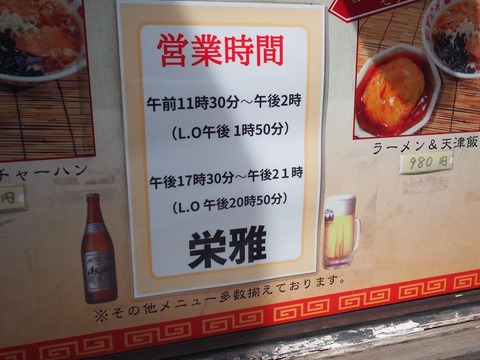 営業時間
午前11時30分～午後2時
（L.O午後1時50分）
午後17時30分～午後21時
（L.O 午後20時50分）
栄雅
チャーハン
円
ラーメン＆天津飯
980円
Asahi
※その他メニュー多数揃えております。